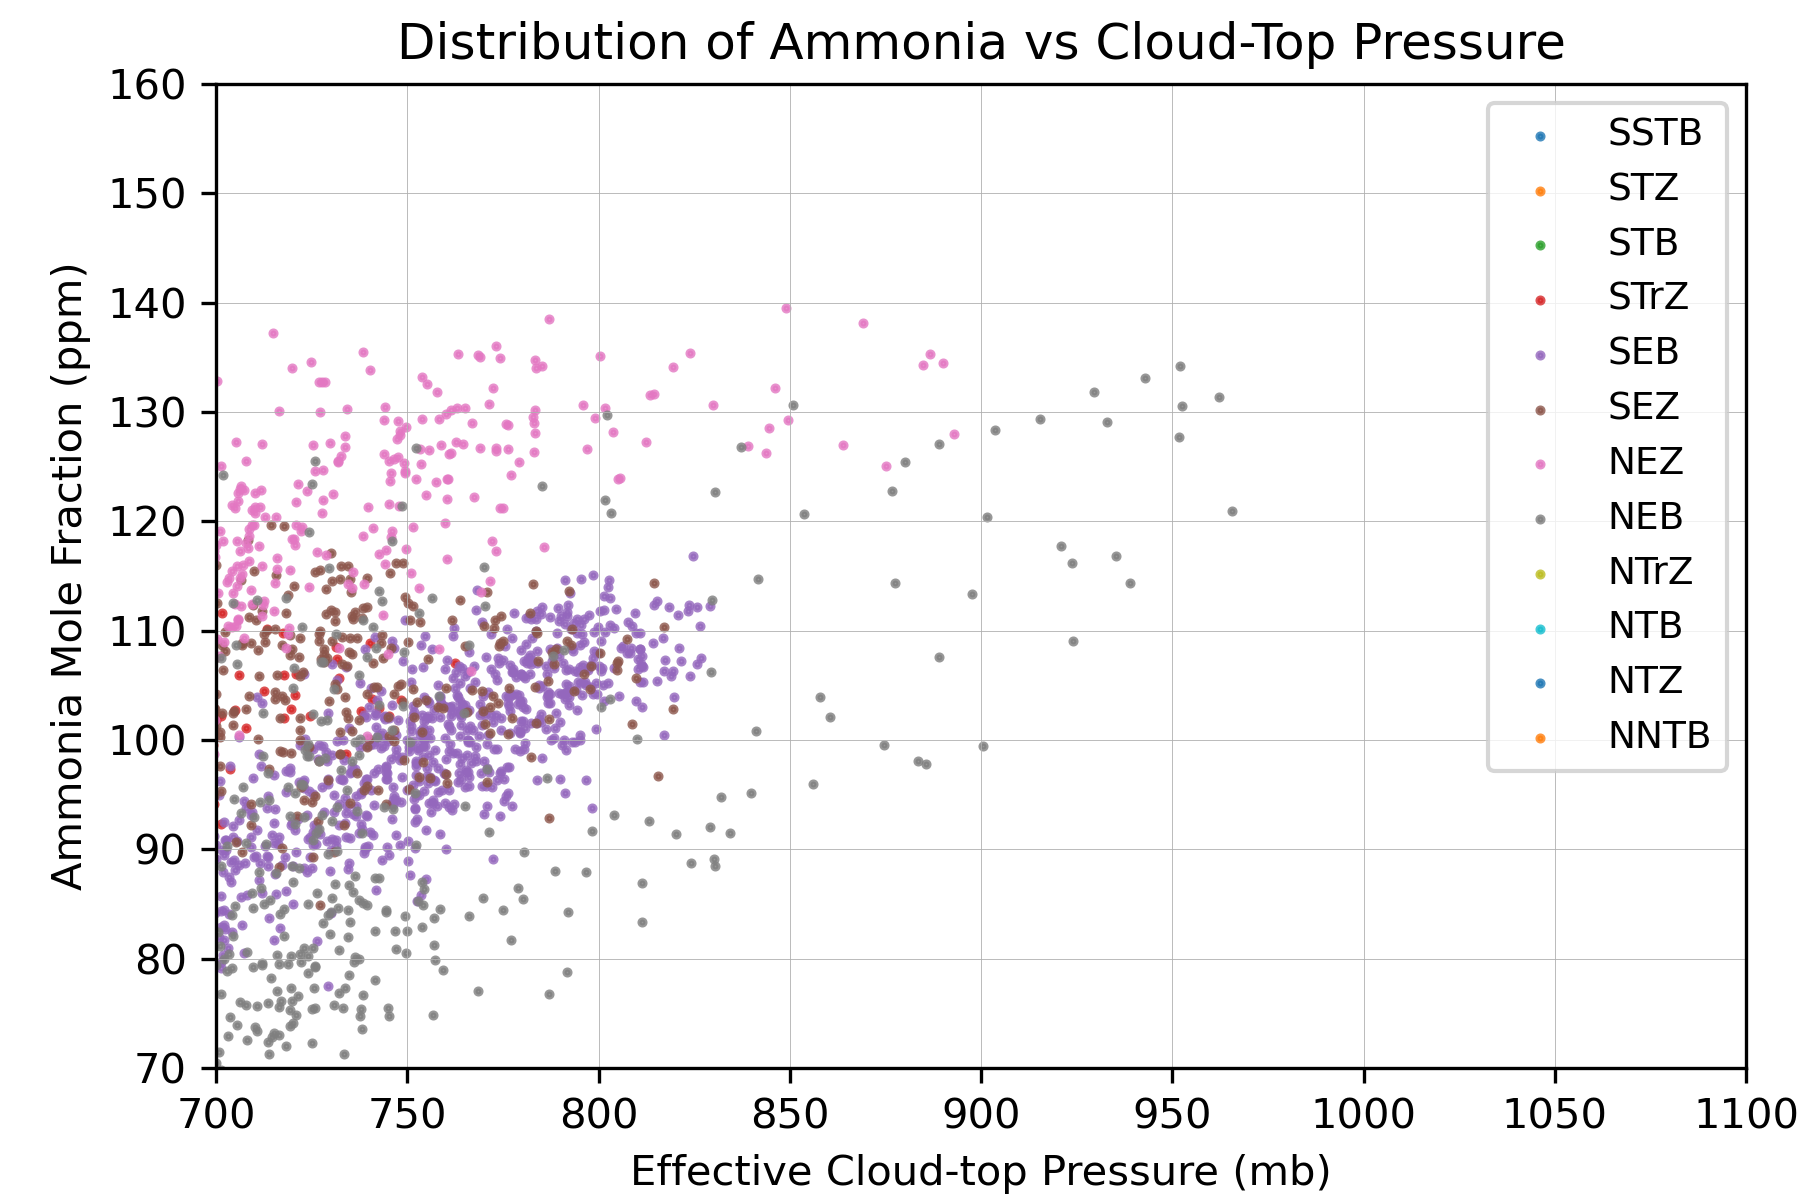 Distribution of Ammonia vs Cloud-Top Pressure
160
150
140
130
120
110
100
90
80
70
Ammonia Mole Fraction (ppm)
SSTB
STZ
STB
STrZ
SEB
SEZ
NEZ
NEB
NTrZ
NTB
NTZ
NNTB
700 750 800 850 900 950 1000 1050 1100
Effective Cloud-top Pressure (mb)